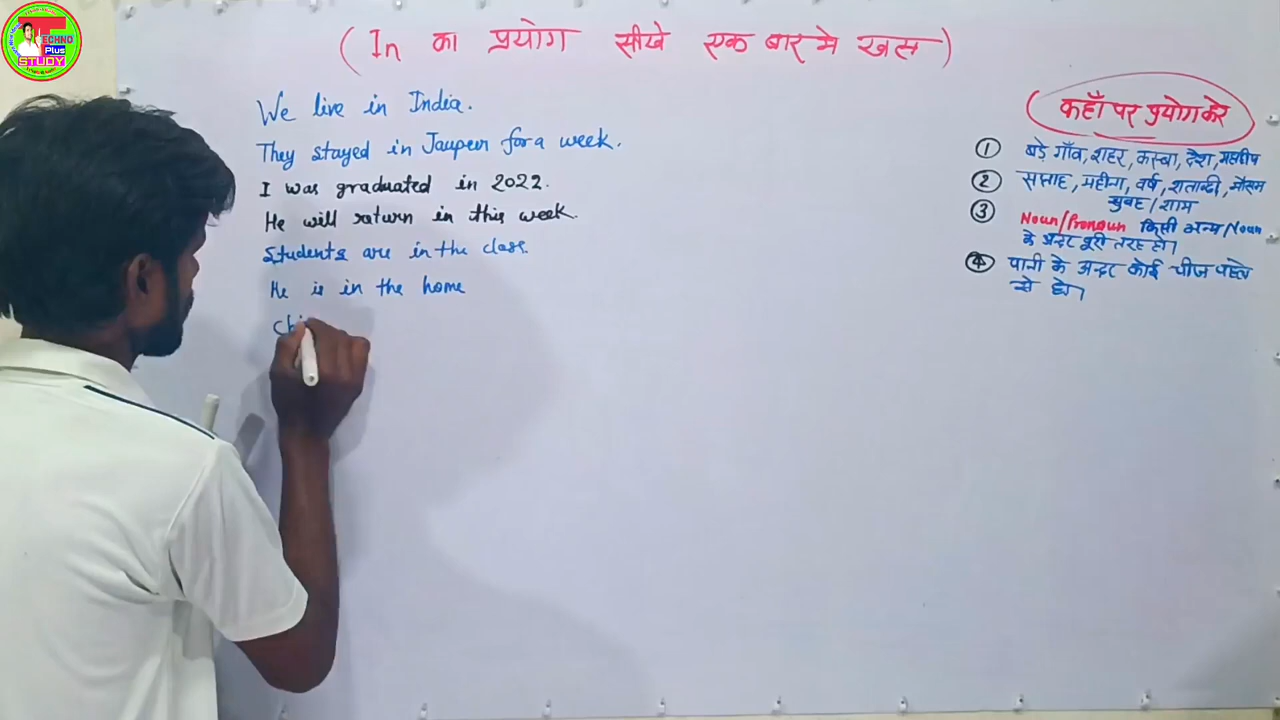 TECHNO
Plus
STUDY
( In का प्रयोग सीखे एक बार मे खत्म )
We live in India.
They stayed in Jaupur for a week.
I was graduated in 2022.
He will return in this week.
Students are in the class.
He is in the home
Chi
( कहाँ पर प्रयोग करे
① बड़े गाँव, शहर, कस्बा, देश, महाद्वीप
② सप्ताह, महीना, वर्ष, शताब्दी, मौसम
सुबह / शाम
③ Noun/Pronoun किसी अन्य Noun
के अन्दर पूरी तरह हो।
④ पानी के अन्दर कोई चीज पहले
से हो।